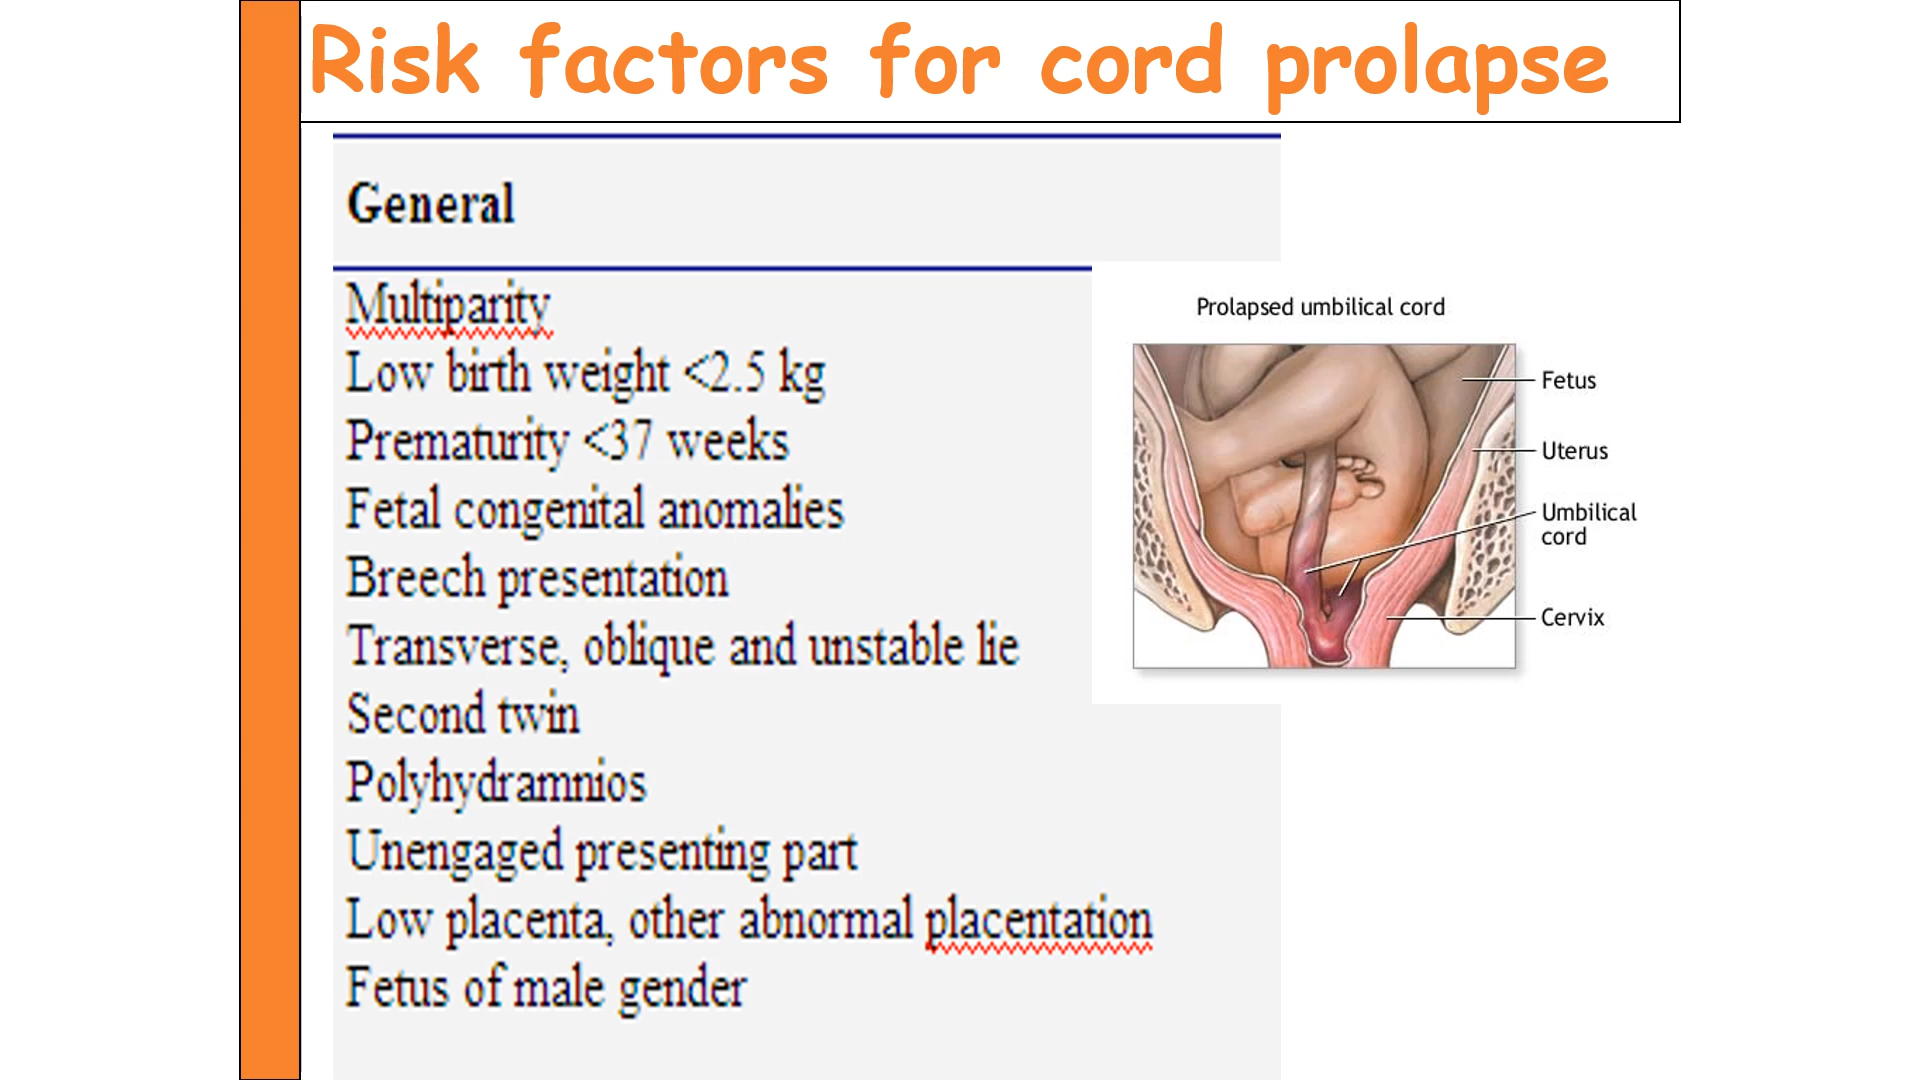 Risk factors for cord prolapse
General
Multiparity
Low birth weight <2.5 kg
Prematurity <37 weeks
Fetal congenital anomalies
Breech presentation
Transverse, oblique and unstable lie
Second twin
Polyhydramnios
Unengaged presenting part
Low placenta, other abnormal placentation
Fetus of male gender
Prolapsed umbilical cord
Fetus
Uterus
Umbilical
cord
Cervix